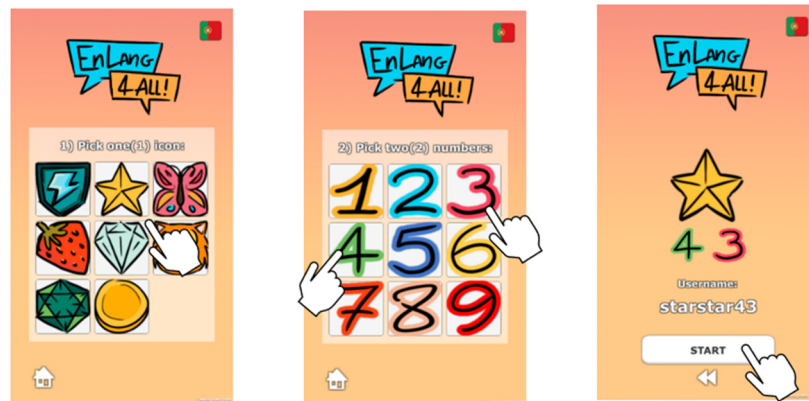 EnLang
4 ALL!
1) Pick one(1) icon:
EnLang
4 ALL!
2) Pick two(2) numbers:
1 2 3
4 5 6
7 8 9
EnLang
4 ALL!
4 3
Username:
starstar43
START